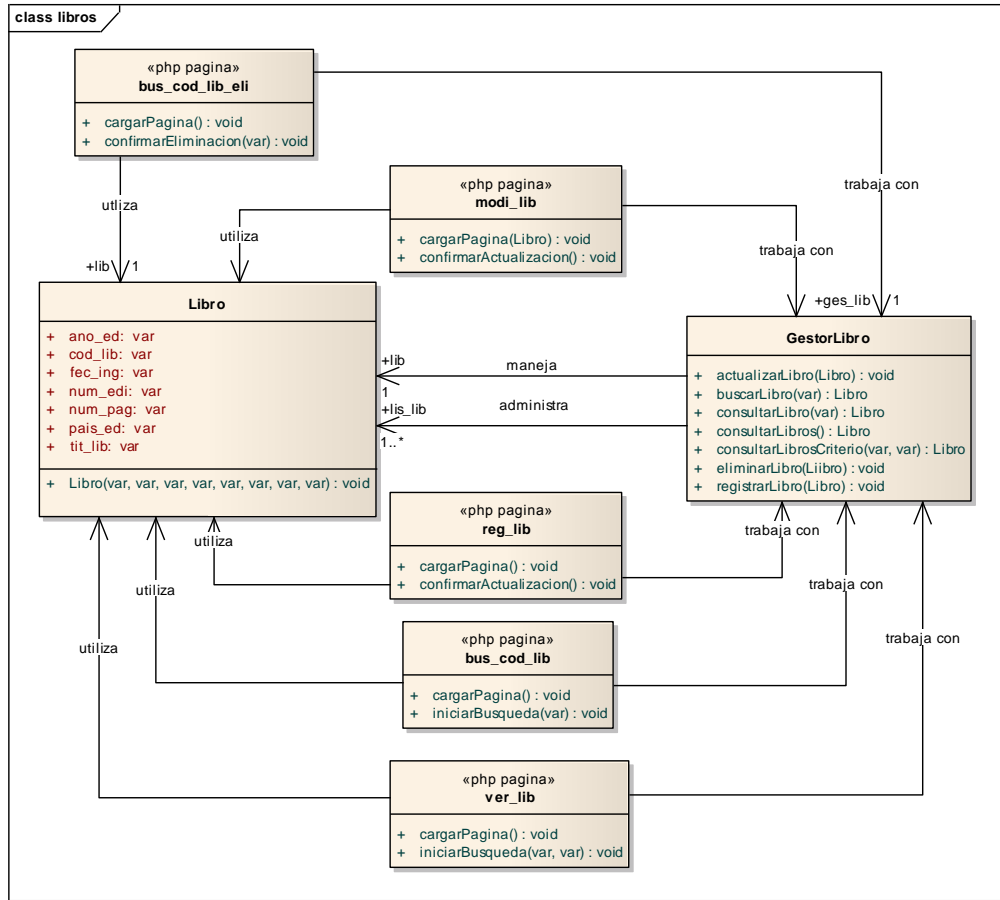 class libros
«php pagina»
bus_cod_lib_eli
+ cargarPagina() : void
+ confirmarEliminacion(var) : void
utliza
+lib 1
trabaja con
+ges_lib 1
«php pagina»
modi_lib
+ cargarPagina(Libro) : void
+ confirmarActualizacion() : void
utiliza
trabaja con
Libro
+ ano_ed: var
+ cod_lib: var
+ fec_ing: var
+ num_edi: var
+ num_pag: var
+ pais_ed: var
+ tit_lib: var
+ Libro(var, var, var, var, var, var, var, var) : void
+lib
maneja
1
+lis_lib
administra
1..*
GestorLibro
+ actualizarLibro(Libro) : void
+ buscarLibro(var) : Libro
+ consultarLibro(var) : Libro
+ consultarLibros() : Libro
+ consultarLibrosCriterio(var, var) : Libro
+ eliminarLibro(Liibro) : void
+ registrarLibro(Libro) : void
«php pagina»
reg_lib
+ cargarPagina() : void
+ confirmarActualizacion() : void
utiliza
trabaja con
«php pagina»
bus_cod_lib
+ cargarPagina() : void
+ iniciarBusqueda(var) : void
utiliza
trabaja con
«php pagina»
ver_lib
+ cargarPagina() : void
+ iniciarBusqueda(var, var) : void
utiliza
trabaja con